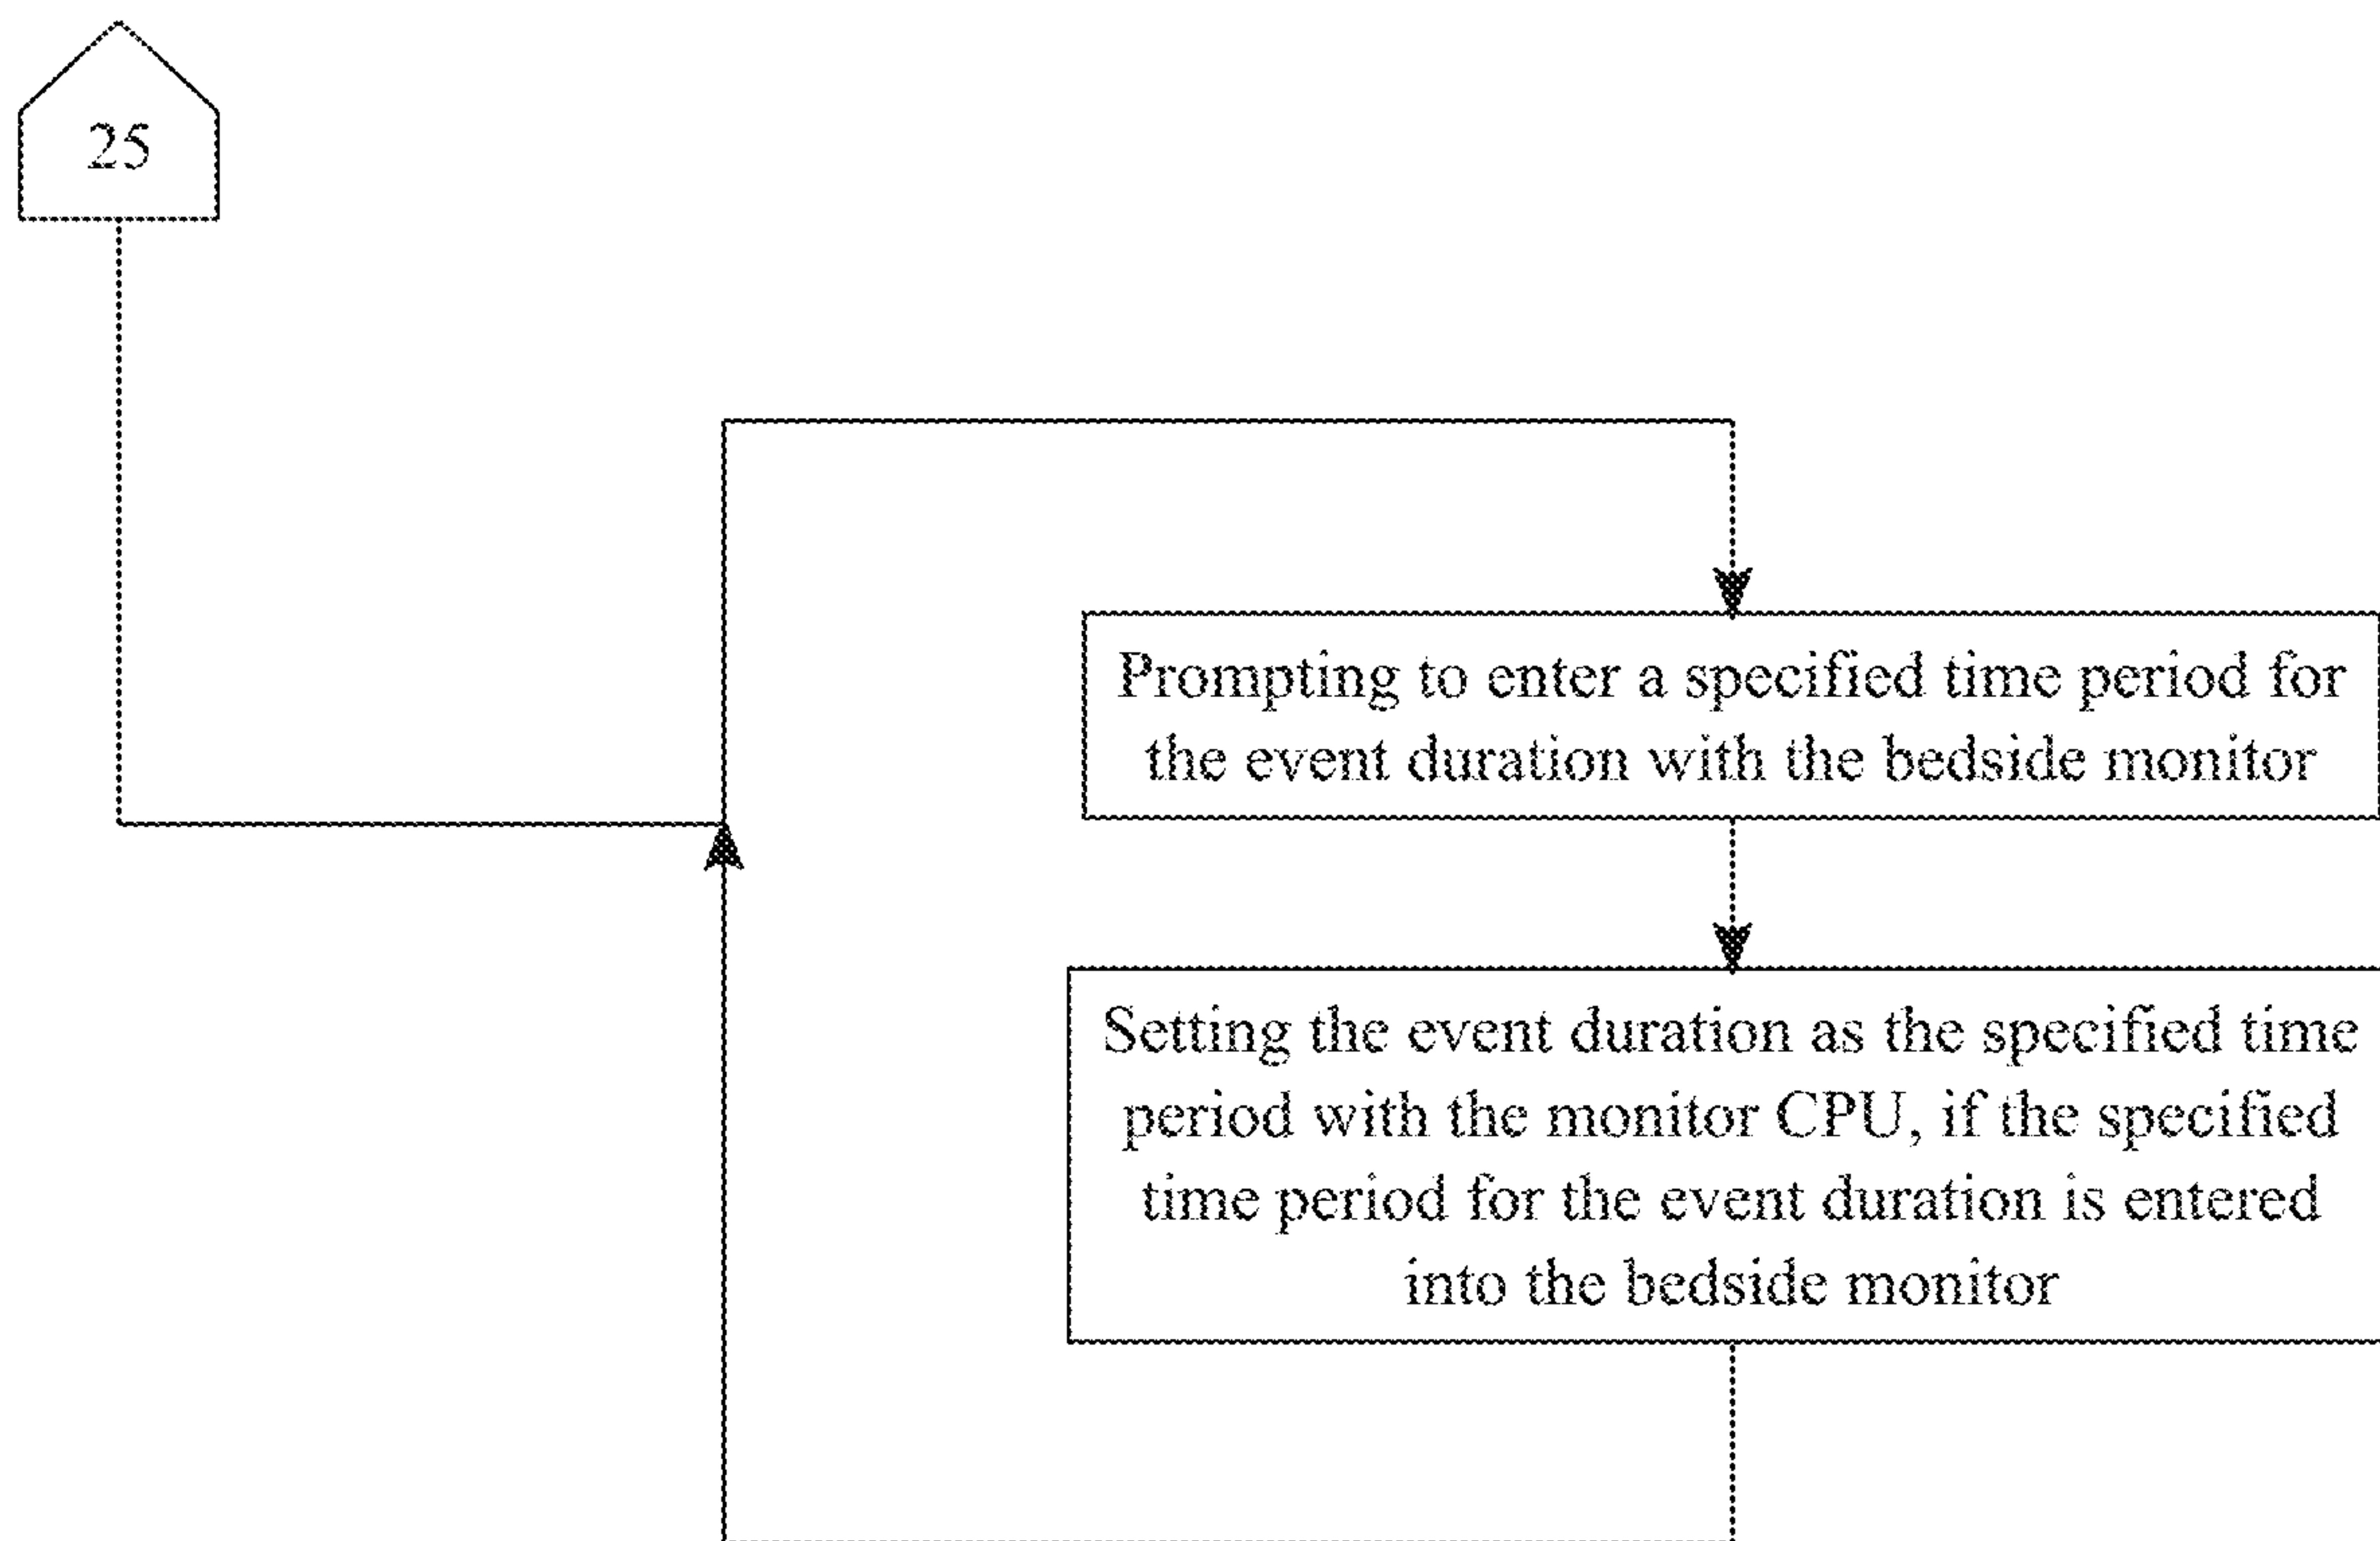 25
Prompting to enter a specified time period for
the event duration with the bedside monitor
Setting the event duration as the specified time
period with the monitor CPU, if the specified
time period for the event duration is entered
into the bedside monitor